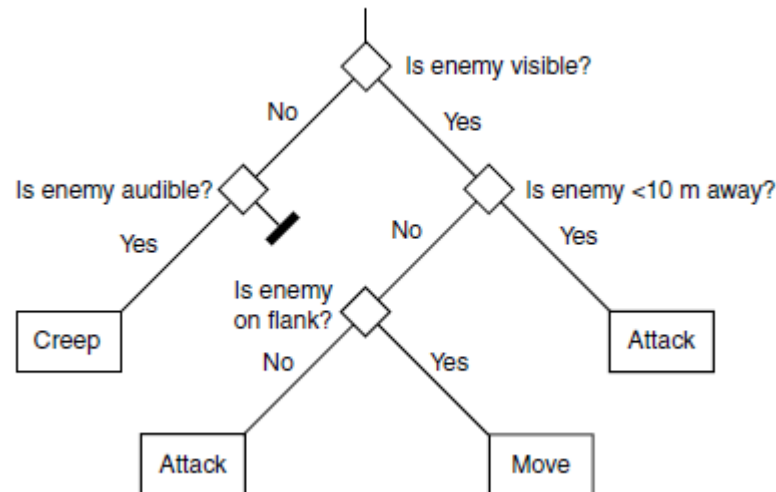 Is enemy visible?
No
Yes
Is enemy audible?
Is enemy <10 m away?
Yes
No
Yes
Is enemy
on flank?
Creep
Attack
No
Yes
Attack
Move